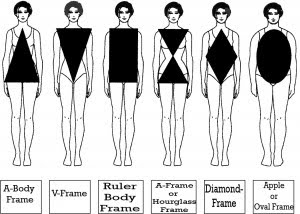 A-Body
Frame
V-Frame
Ruler
Body
Frame
A-Frame
or
Hourglass
Frame
Diamond-
Frame
Apple
or
Oval Frame